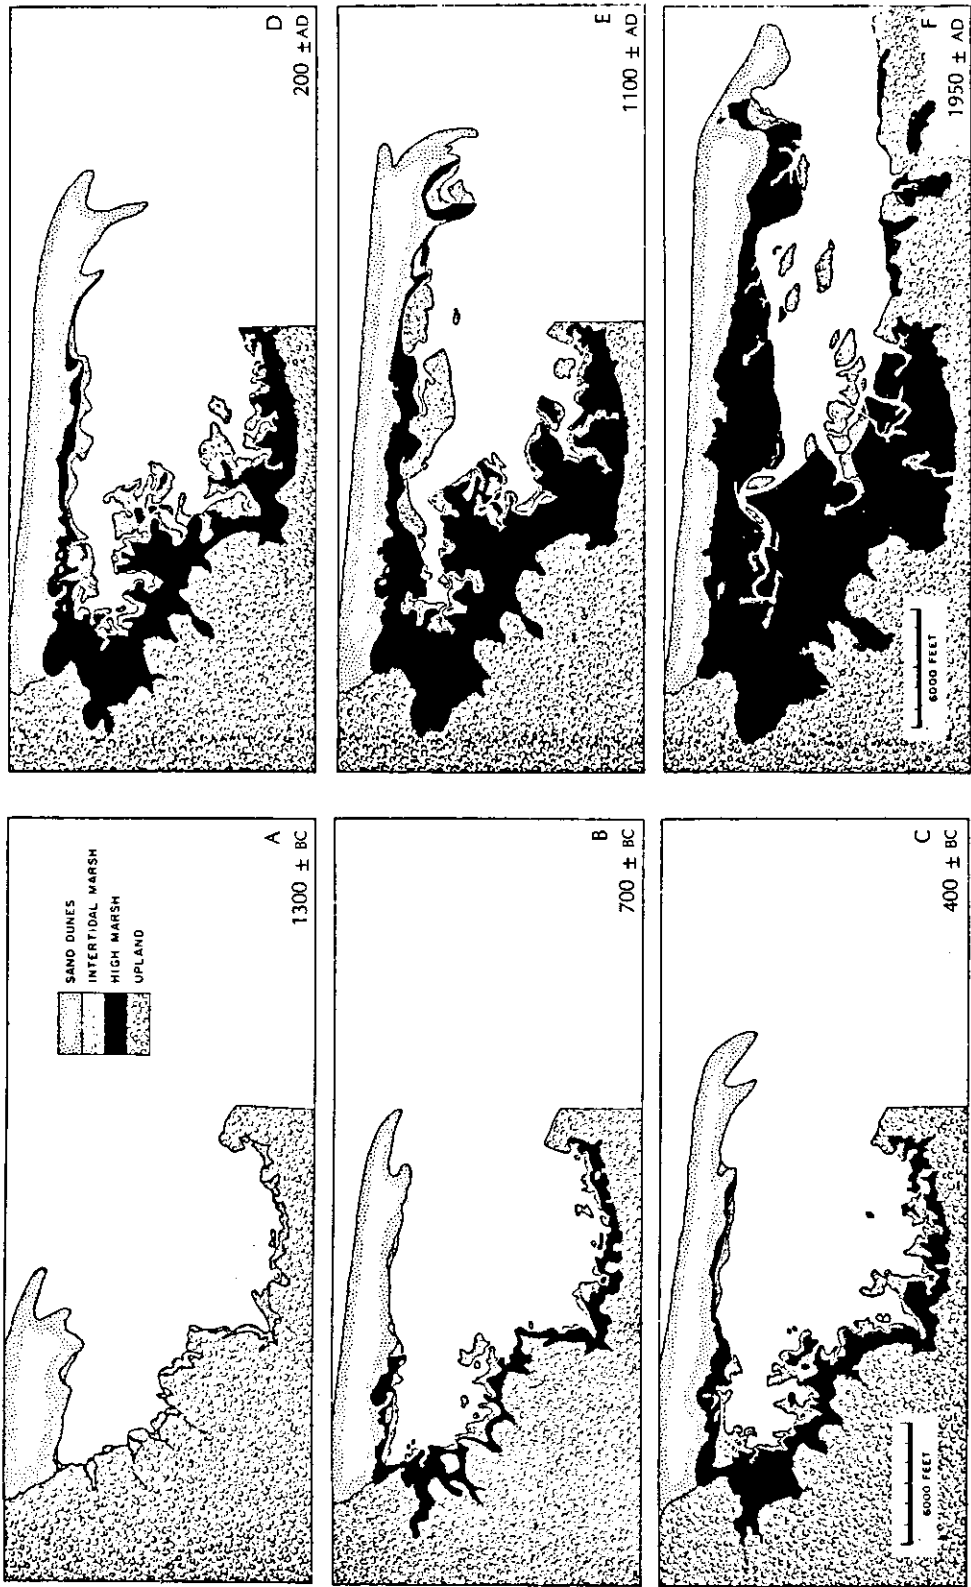 SAND DUNES
INTERTIDAL MARSH
HIGH MARSH
UPLAND
A
1300 ± BC
B
700 ± BC
C
400 ± BC
6000 FEET
D
200 ± AD
E
1100 ± AD
F
1950 ± AD
6000 FEET